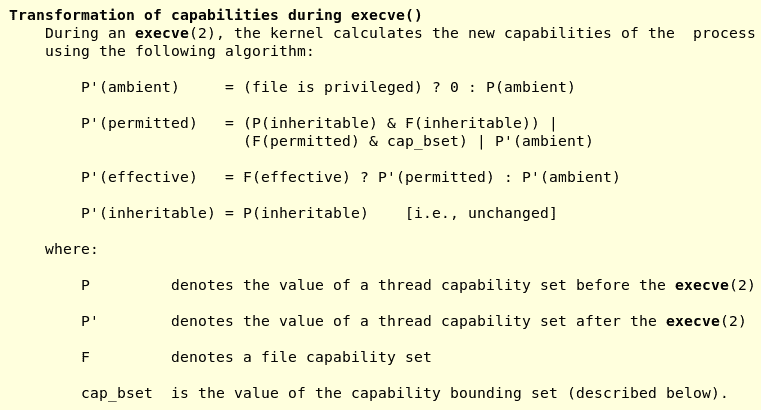 Transformation of capabilities during execve()
During an execve(2), the kernel calculates the new capabilities of the  process
using the following algorithm:
P'(ambient)     = (file is privileged) ? 0 : P(ambient)
P'(permitted)   = (P(inheritable) & F(inheritable)) |
(F(permitted) & cap_bset) | P'(ambient)
P'(effective)   = F(effective) ? P'(permitted) : P'(ambient)
P'(inheritable) = P(inheritable)    [i.e., unchanged]
where:
P         denotes the value of a thread capability set before the execve(2)
P'        denotes the value of a thread capability set after the execve(2)
F         denotes a file capability set
cap_bset  is the value of the capability bounding set (described below).